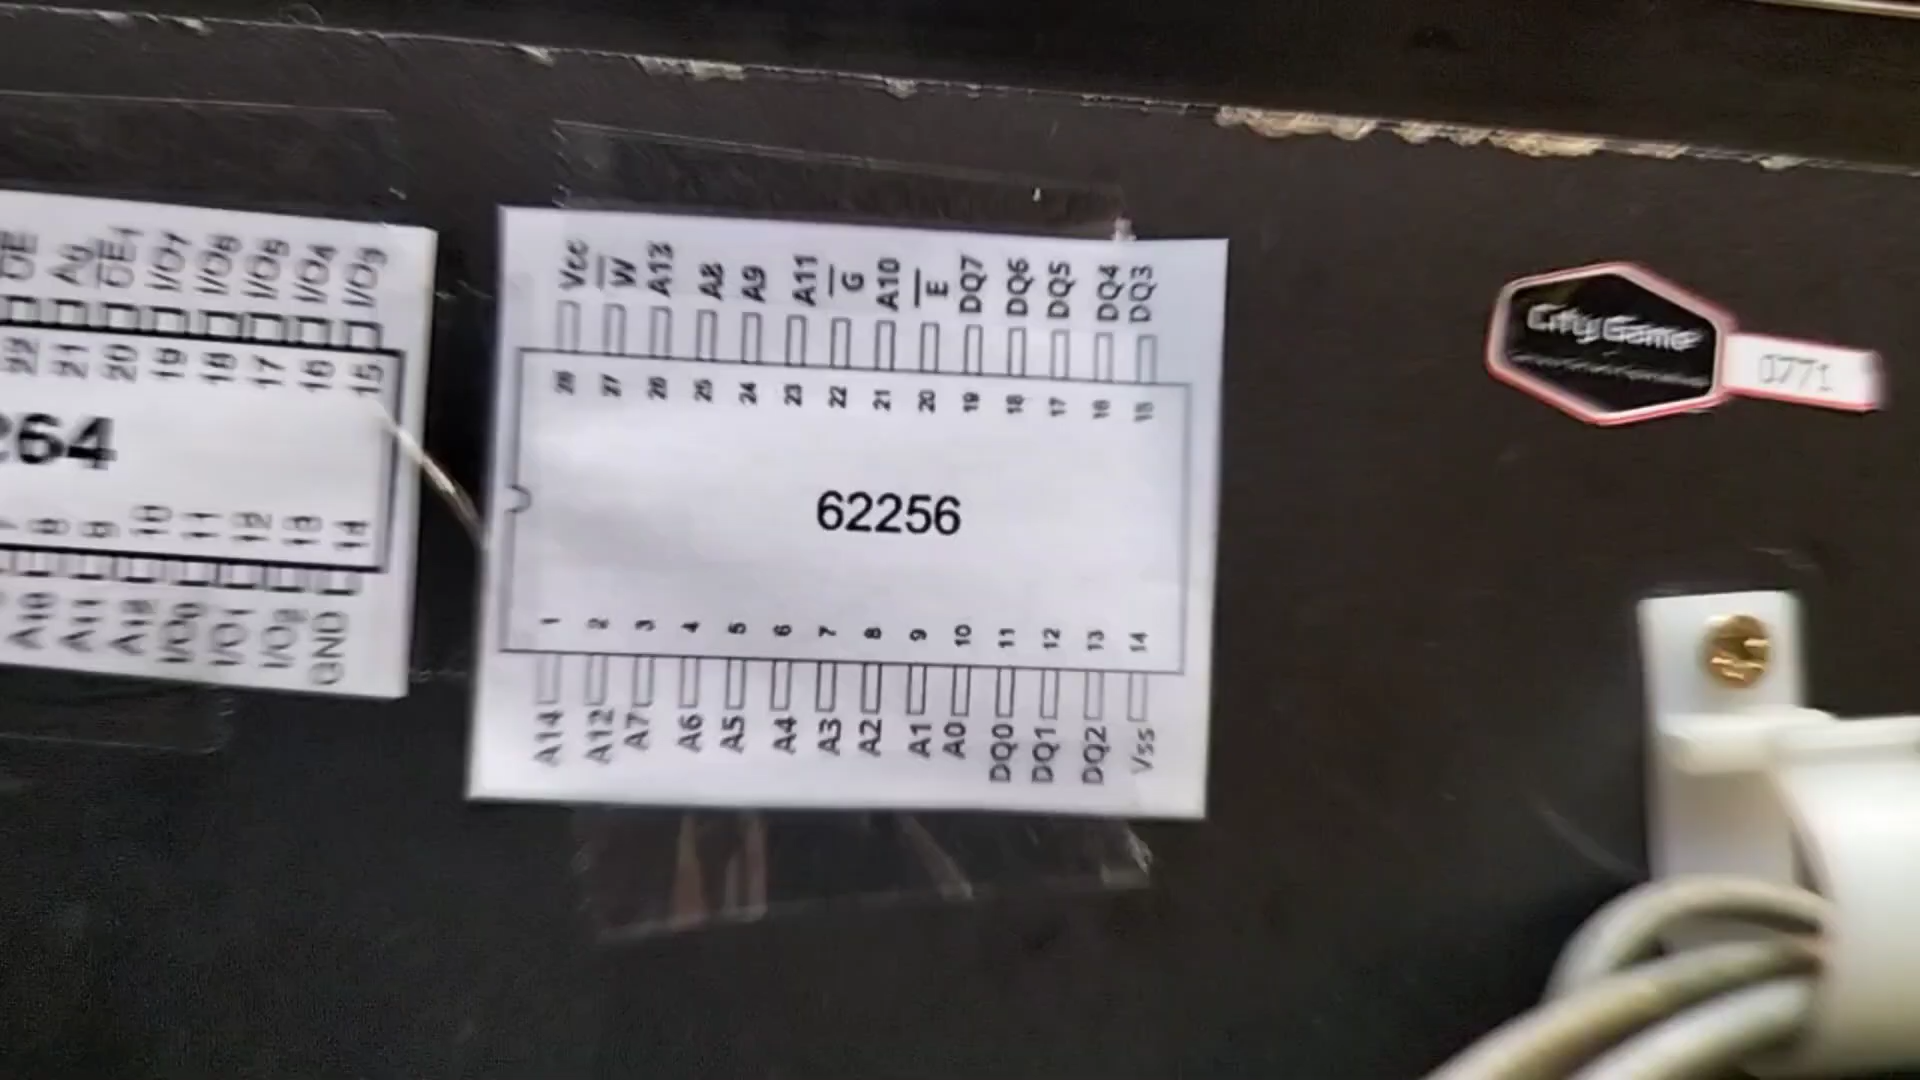 OE A9 CE1 I/O7 I/O6 I/O5 I/O4 I/O3
22 21 20 19 18 17 16 15
264
7 8 9 10 11 12 13 14
I/O0 I/O1 I/O2 GND
Vcc W A13 A8 A9 A11 G A10 E DQ7 DQ6 DQ5 DQ4 DQ3
28 27 26 25 24 23 22 21 20 19 18 17 16 15
62256
1 2 3 4 5 6 7 8 9 10 11 12 13 14
A14 A12 A7 A6 A5 A4 A3 A2 A1 A0 DQ0 DQ1 DQ2 Vss
City Game
0771